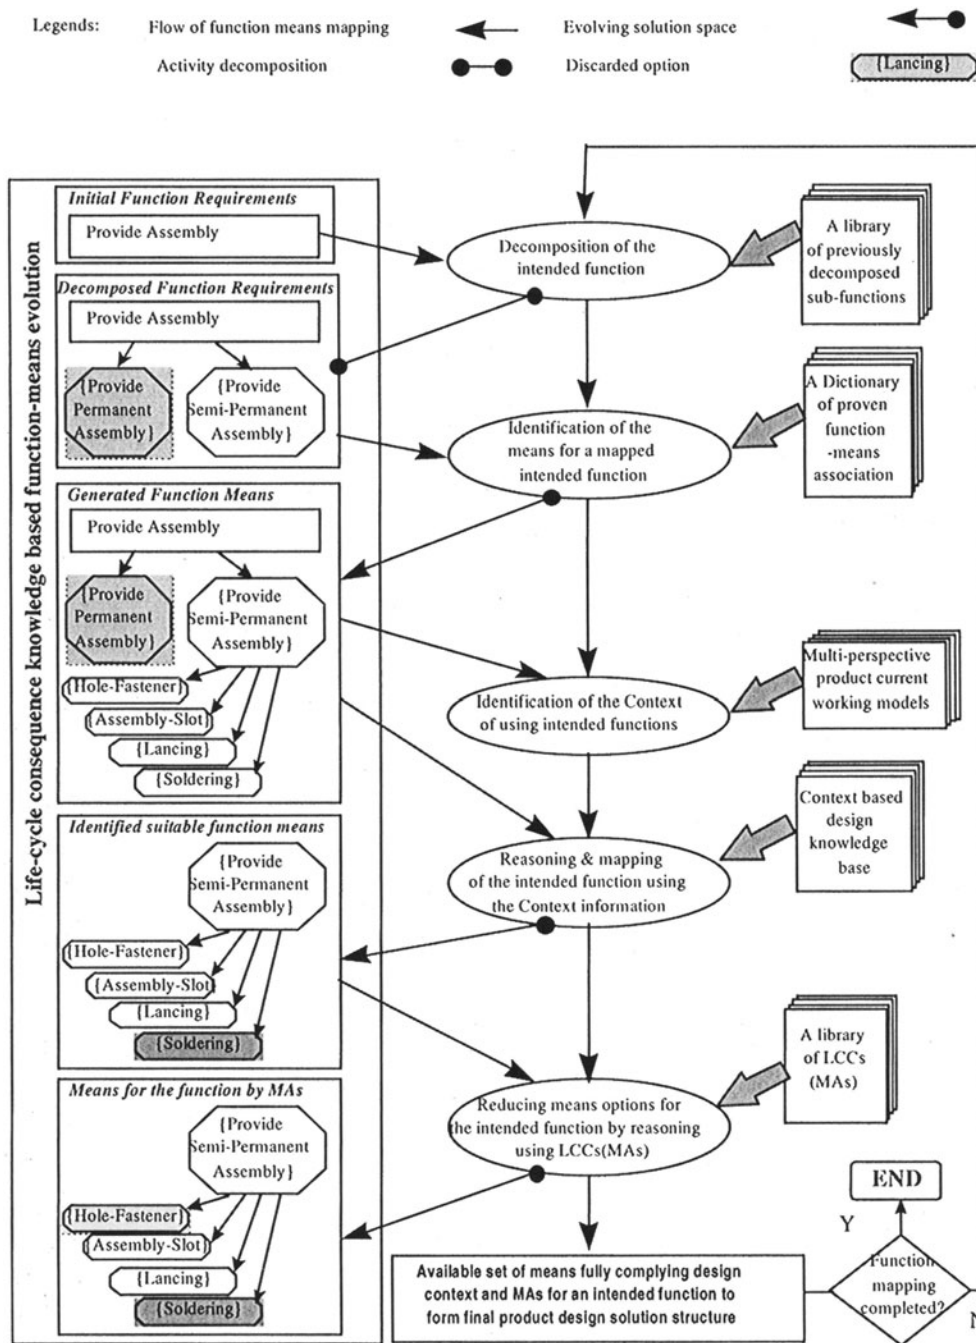 Legends:
Flow of function means mapping
Evolving solution space
Activity decomposition
Discarded option
{Lancing}
Life-cycle consequence knowledge based function-means evolution
Initial Function Requirements
Provide Assembly
Decomposed Function Requirements
Provide Assembly
{Provide
Permanent
Assembly}
{Provide
Semi-Permanent
Assembly}
Generated Function Means
Provide Assembly
{Provide
Permanent
Assembly}
{Provide
Semi-Permanent
Assembly}
{Hole-Fastener}
{Assembly-Slot}
{Lancing}
{Soldering}
Identified suitable function means
{Provide
Semi-Permanent
Assembly}
{Hole-Fastener}
{Assembly-Slot}
{Lancing}
{Soldering}
Means for the function by MAs
{Provide
Semi-Permanent
Assembly}
{Hole-Fastener}
{Assembly-Slot}
{Lancing}
{Soldering}
Decomposition of the
intended function
A library
of previously
decomposed
sub-functions
Identification of the
means for a mapped
intended function
A Dictionary
of proven
function
-means
association
Identification of the Context
of using intended functions
Multi-perspective
product current
working models
Reasoning & mapping
of the intended function using
the Context information
Context based
design
knowledge
base
Reducing means options for
the intended function by reasoning
using LCCs(MAs)
A library
of LCCs
(MAs)
Available set of means fully complying design
context and MAs for an intended function to
form final product design solution structure
END
Y
Function
mapping
completed?